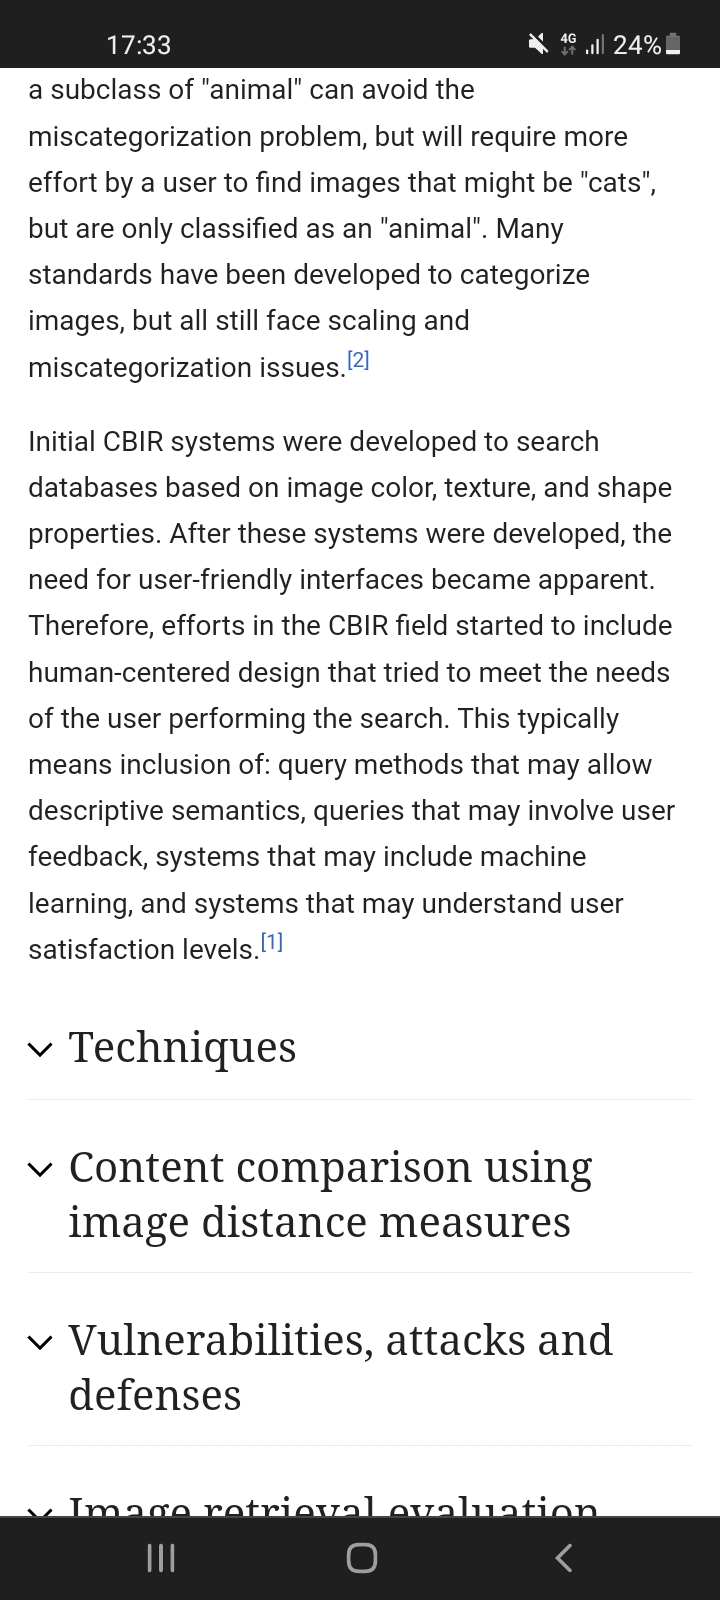 17:33
4G
24%
a subclass of "animal" can avoid the
miscategorization problem, but will require more
effort by a user to find images that might be "cats",
but are only classified as an "animal". Many
standards have been developed to categorize
images, but all still face scaling and
miscategorization issues.[2]
Initial CBIR systems were developed to search
databases based on image color, texture, and shape
properties. After these systems were developed, the
need for user-friendly interfaces became apparent.
Therefore, efforts in the CBIR field started to include
human-centered design that tried to meet the needs
of the user performing the search. This typically
means inclusion of: query methods that may allow
descriptive semantics, queries that may involve user
feedback, systems that may include machine
learning, and systems that may understand user
satisfaction levels.[1]
Techniques
Content comparison using
image distance measures
Vulnerabilities, attacks and
defenses
Image retrieval evaluation